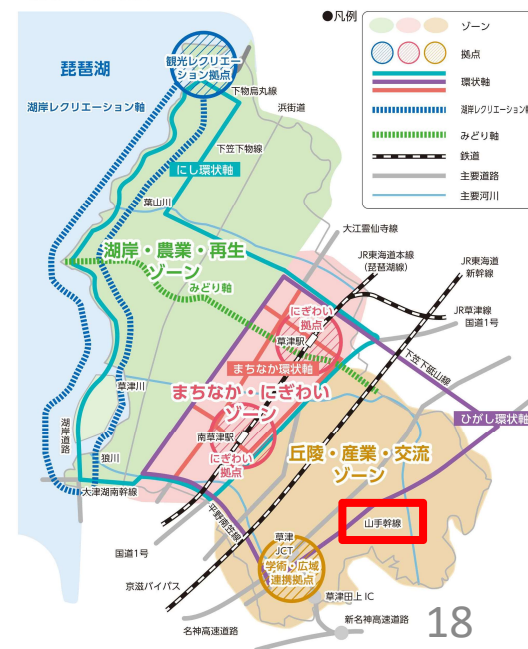 ●凡例
ゾーン
拠点
環状軸
湖岸レクリエーション軸
みどり軸
鉄道
主要道路
主要河川
琵琶湖
観光レクリエ
ーション拠点
湖岸レクリエーション軸
下物烏丸線
浜街道
下笠下物線
にし環状軸
葉山川
大江霊仙寺線
湖岸・農業・再生
ゾーン
みどり軸
JR東海道本線
(琵琶湖線)
JR東海道
新幹線
JR草津線
国道1号
にぎわい
拠点
草津駅
下笠下砥山線
まちなか環状軸
草津川
まちなか・にぎわい
ゾーン
ひがし環状軸
湖岸道路
南草津駅
にぎわい
拠点
丘陵・産業・交流
ゾーン
狼川
大津湖南幹線
平野南笠線
山手幹線
国道1号
草津
JCT
学術・広域
連携拠点
京滋バイパス
草津田上IC
新名神高速道路
名神高速道路
18